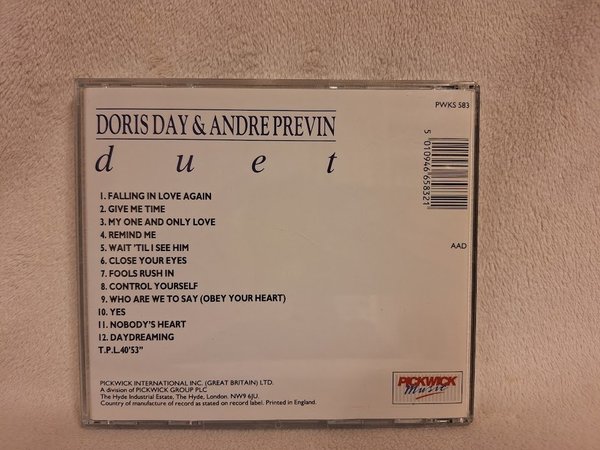 PWKS 583
DORIS DAY & ANDRE PREVIN
duet
5 010946 658321
AAD
1. FALLING IN LOVE AGAIN
2. GIVE ME TIME
3. MY ONE AND ONLY LOVE
4. REMIND ME
5. WAIT 'TIL I SEE HIM
6. CLOSE YOUR EYES
7. FOOLS RUSH IN
8. CONTROL YOURSELF
9. WHO ARE WE TO SAY (OBEY YOUR HEART)
10. YES
11. NOBODY'S HEART
12. DAYDREAMING
T.P.L.40'53"
PICKWICK INTERNATIONAL INC. (GREAT BRITAIN) LTD.
A division of PICKWICK GROUP PLC
The Hyde Industrial Estate, The Hyde, London. NW9 6JU.
Country of manufacture of record as stated on record label. Printed in England.
PICKWICK
Music